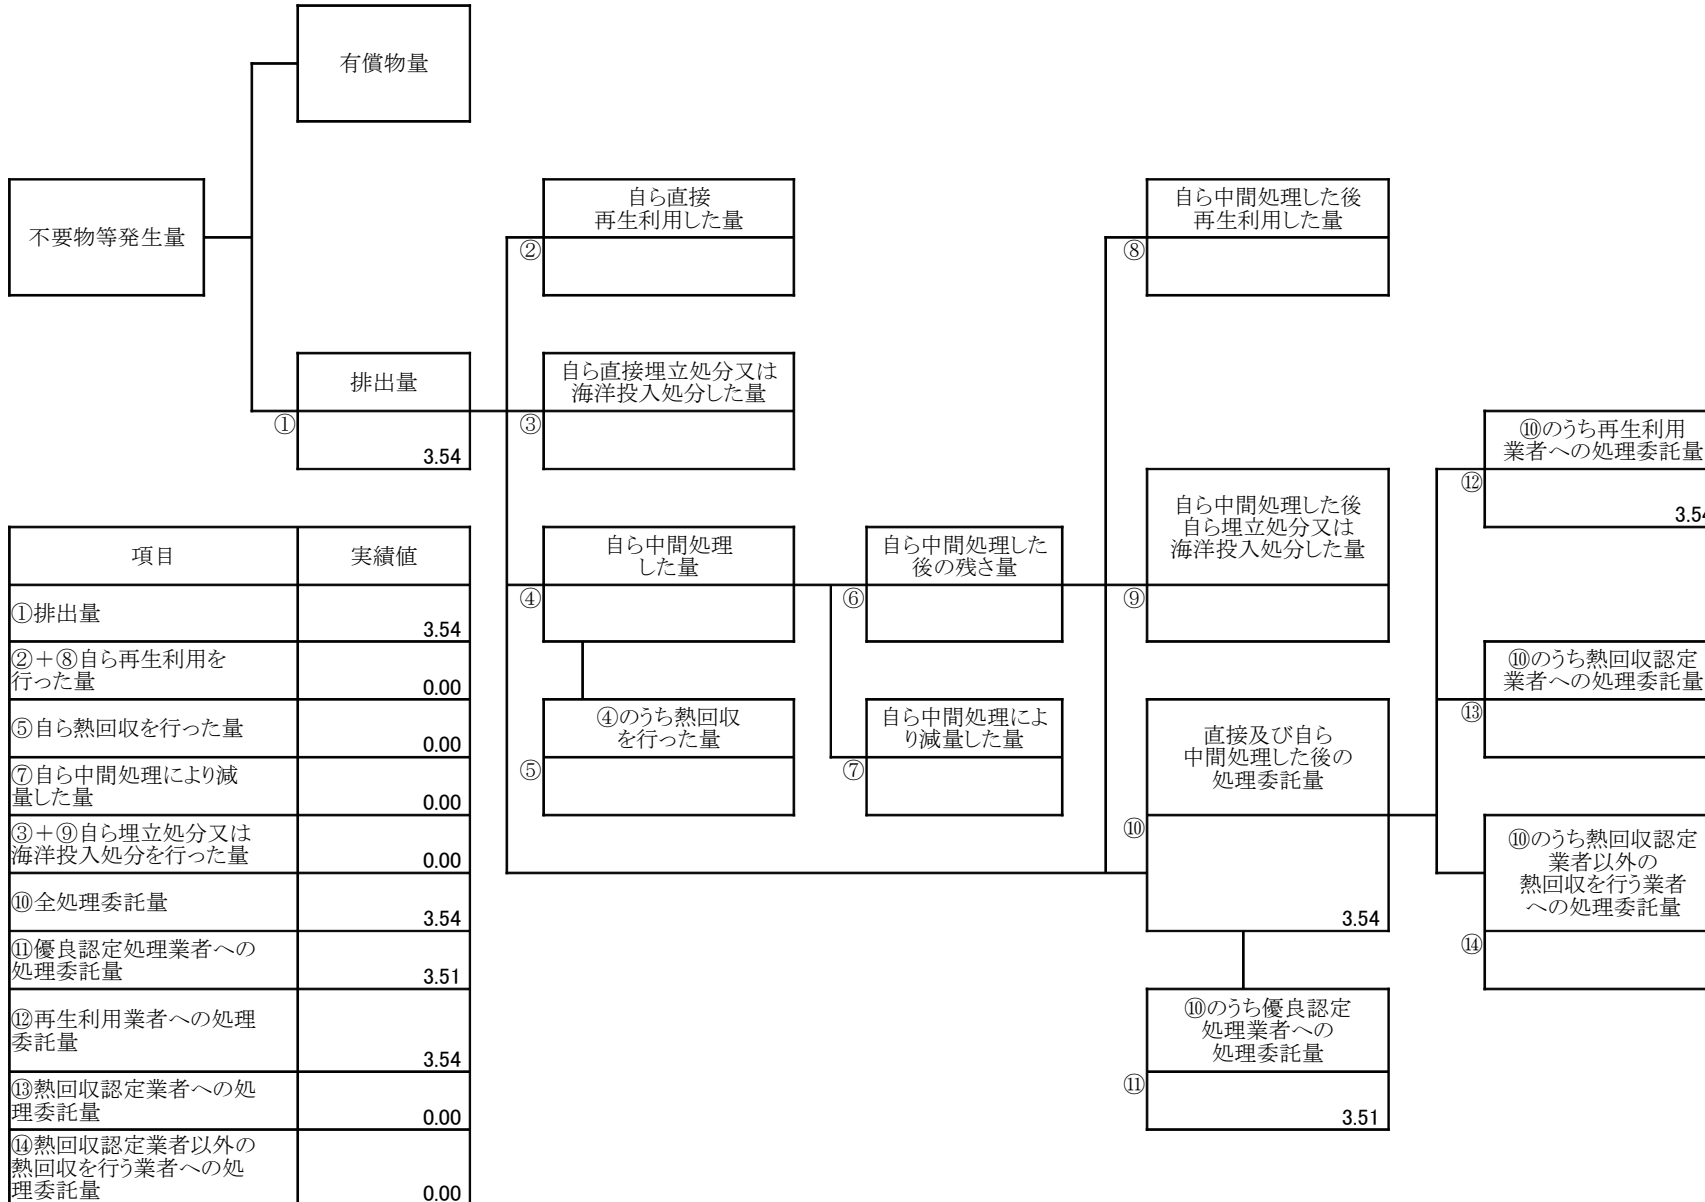 有償物量
不要物等発生量
自ら直接
再生利用した量
②
自ら中間処理した後
再生利用した量
⑧
排出量
①
3.54
自ら直接埋立処分又は
海洋投入処分した量
③
⑩のうち再生利用
業者への処理委託量
⑫
3.54
自ら中間処理
した量
④
自ら中間処理した
後の残さ量
⑥
自ら中間処理した後
自ら埋立処分又は
海洋投入処分した量
⑨
⑩のうち熱回収認定
業者への処理委託量
⑬
④のうち熱回収
を行った量
⑤
自ら中間処理によ
り減量した量
⑦
直接及び自ら
中間処理した後の
処理委託量
⑩
3.54
⑩のうち熱回収認定
業者以外の
熱回収を行う業者
への処理委託量
⑭
⑩のうち優良認定
処理業者への
処理委託量
⑪
3.51
項目 実績値
①排出量 3.54
②+⑧自ら再生利用を
行った量 0.00
⑤自ら熱回収を行った量 0.00
⑦自ら中間処理により減
量した量 0.00
③+⑨自ら埋立処分又は
海洋投入処分を行った量 0.00
⑩全処理委託量 3.54
⑪優良認定処理業者への
処理委託量 3.51
⑫再生利用業者への処理
委託量 3.54
⑬熱回収認定業者への処
理委託量 0.00
⑭熱回収認定業者以外の
熱回収を行う業者への処
理委託量 0.00